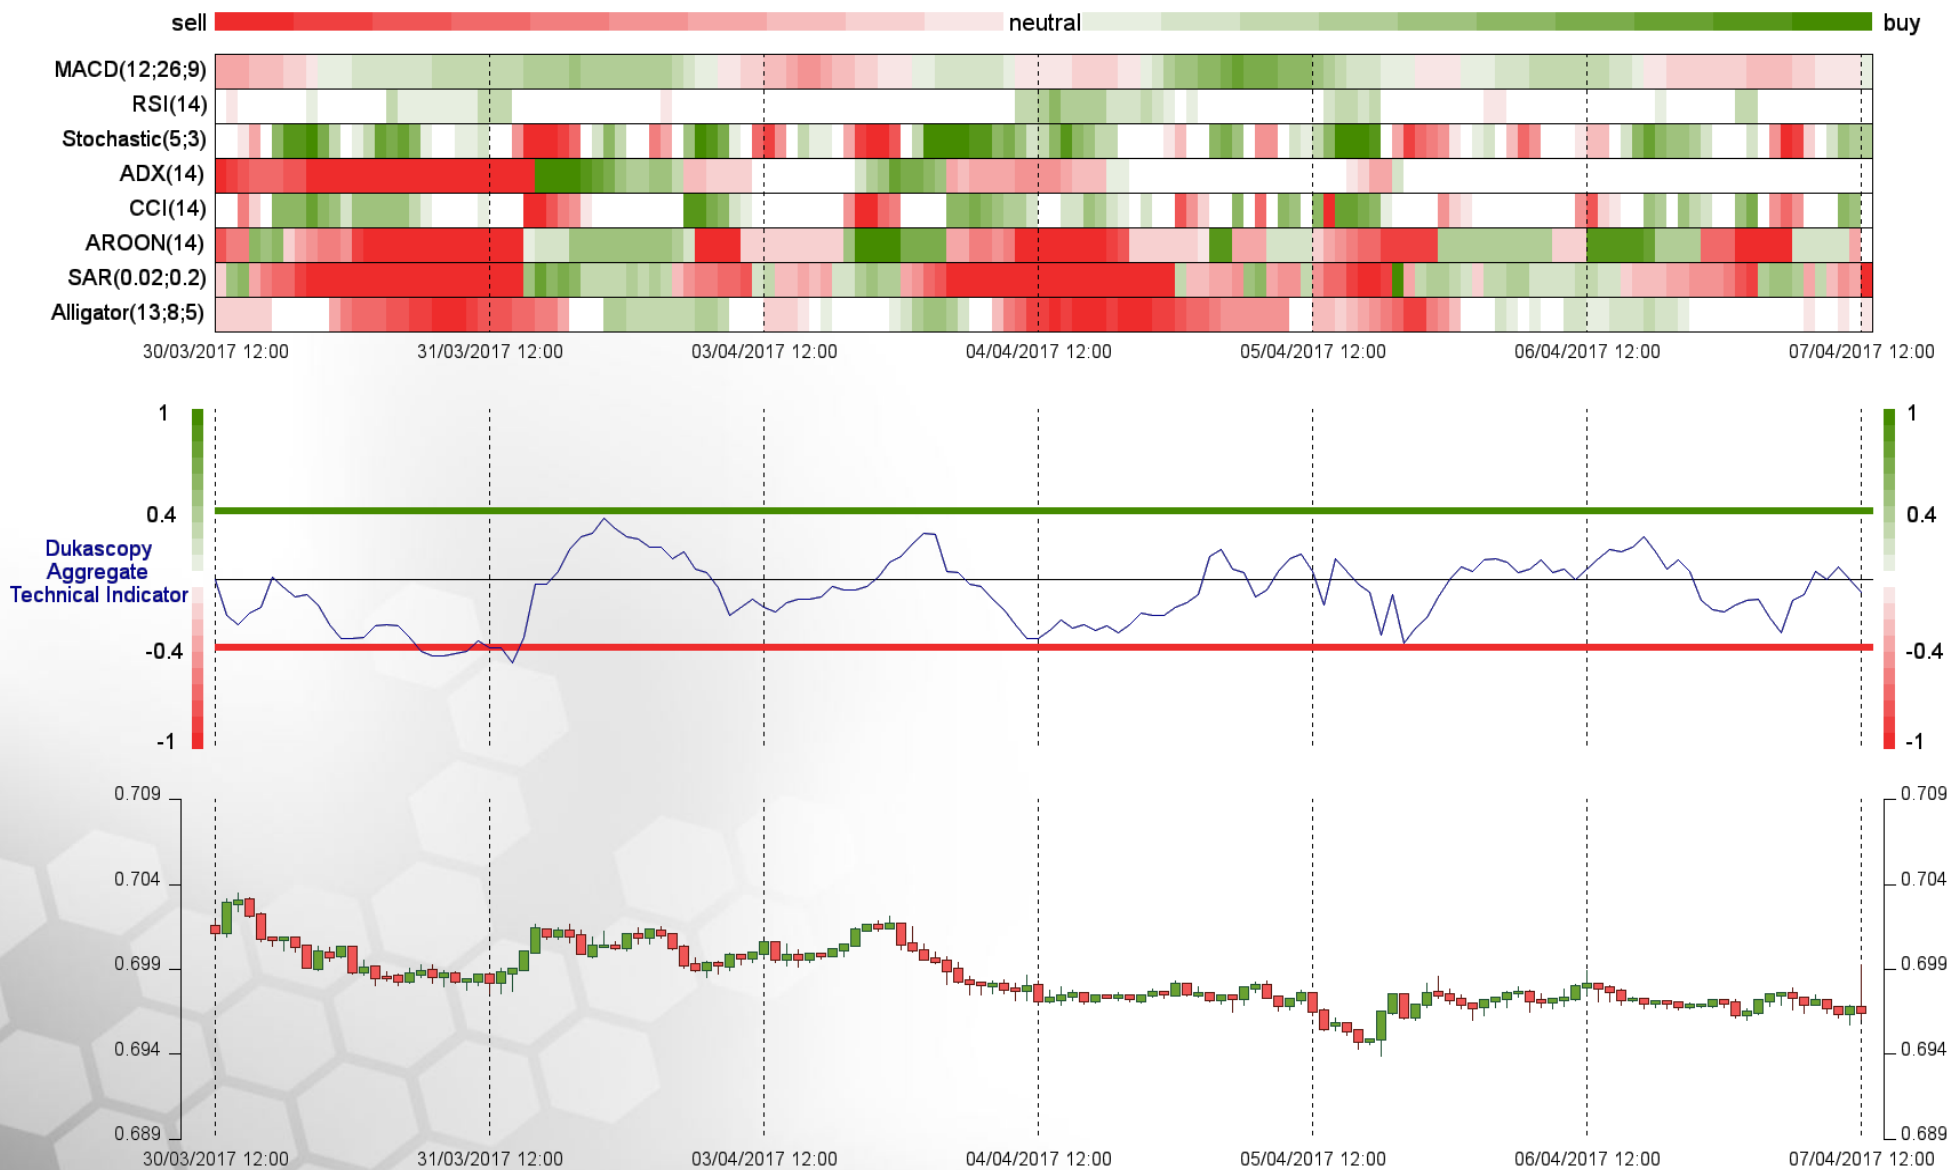 sell neutral buy
MACD(12;26;9)
RSI(14)
Stochastic(5;3)
ADX(14)
CCI(14)
AROON(14)
SAR(0.02;0.2)
Alligator(13;8;5)
30/03/2017 12:00 31/03/2017 12:00 03/04/2017 12:00 04/04/2017 12:00 05/04/2017 12:00 06/04/2017 12:00 07/04/2017 12:00
1 1
0.4 0.4
Dukascopy
Aggregate
Technical Indicator
-0.4 -0.4
-1 -1
0.709 0.709
0.704 0.704
0.699 0.699
0.694 0.694
0.689 0.689
30/03/2017 12:00 31/03/2017 12:00 03/04/2017 12:00 04/04/2017 12:00 05/04/2017 12:00 06/04/2017 12:00 07/04/2017 12:00